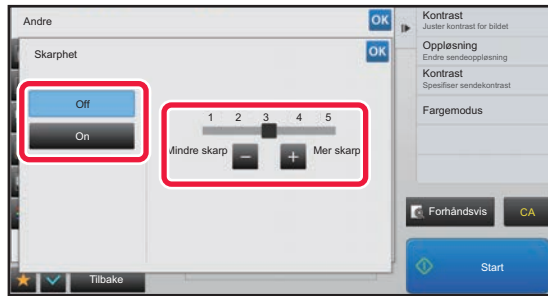 Andre
OK
Skarphet
OK
Off
On
1 2 3 4 5
Mindre skarp
Mer skarp
Tilbake
Kontrast
Juster kontrast for bildet
Oppløsning
Endre sendeoppløsning
Kontrast
Spesifiser sendekontrast
Fargemodus
Forhåndsvis
CA
Start